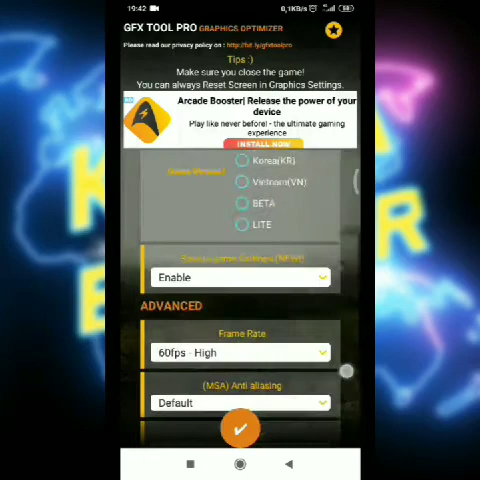 19:42
0,1KB/s
GFX TOOL PRO GRAPHICS OPTIMIZER
Please read our privacy policy on : http://bit.ly/gfxtoolpro
Tips :)
Make sure you close the game!
You can always Reset Screen in Graphics Settings.
Arcade Booster| Release the power of your
device
Play like never before! - the ultimate gaming
experience
INSTALL NOW
Korea(KR)
Vietnam(VN)
BETA
LITE
Enable
ADVANCED
Frame Rate
60fps - High
(MSA) Anti aliasing
Default